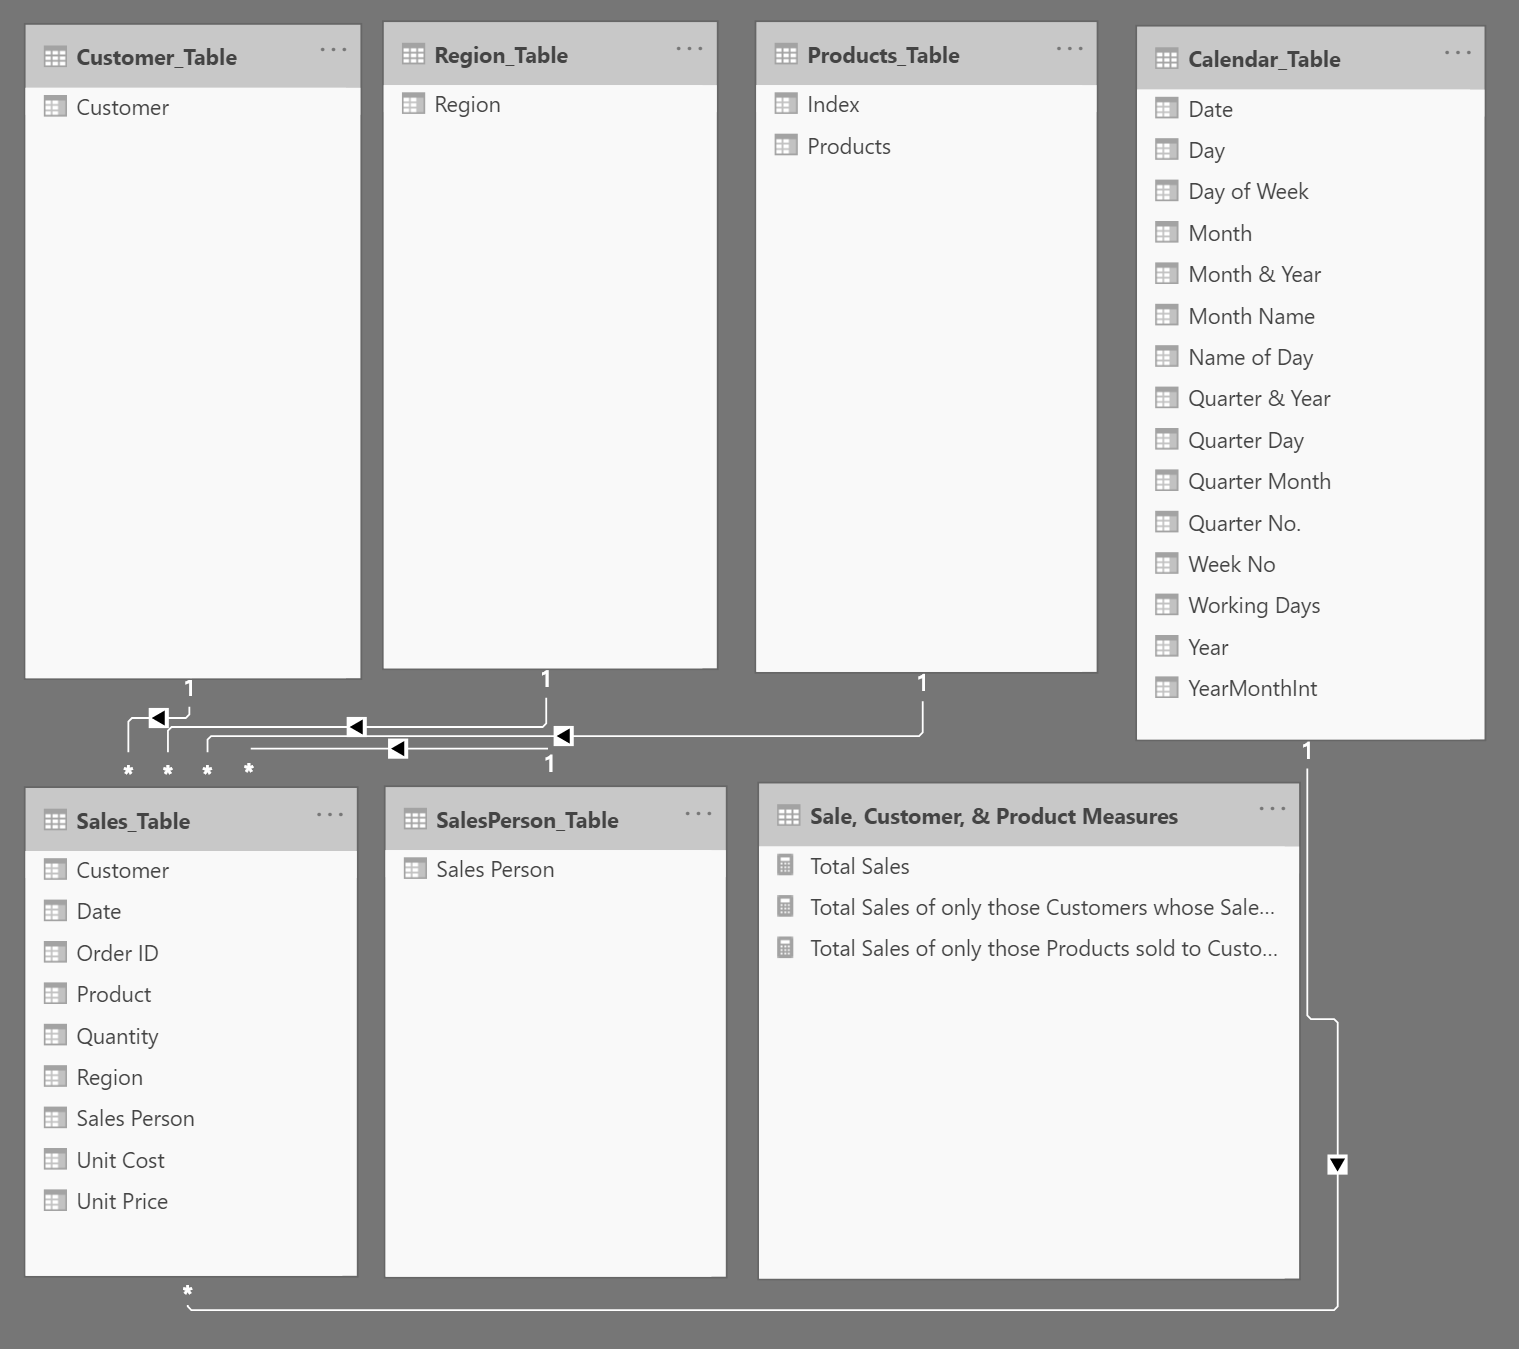 Customer_Table
Customer
Region_Table
Region
Products_Table
Index
Products
Calendar_Table
Date
Day
Day of Week
Month
Month & Year
Month Name
Name of Day
Quarter & Year
Quarter Day
Quarter Month
Quarter No.
Week No
Working Days
Year
YearMonthInt
1
1
1
1
1
*
*
*
*
Sales_Table
Customer
Date
Order ID
Product
Quantity
Region
Sales Person
Unit Cost
Unit Price
SalesPerson_Table
Sales Person
Sale, Customer, & Product Measures
Total Sales
Total Sales of only those Customers whose Sale...
Total Sales of only those Products sold to Custo...
*